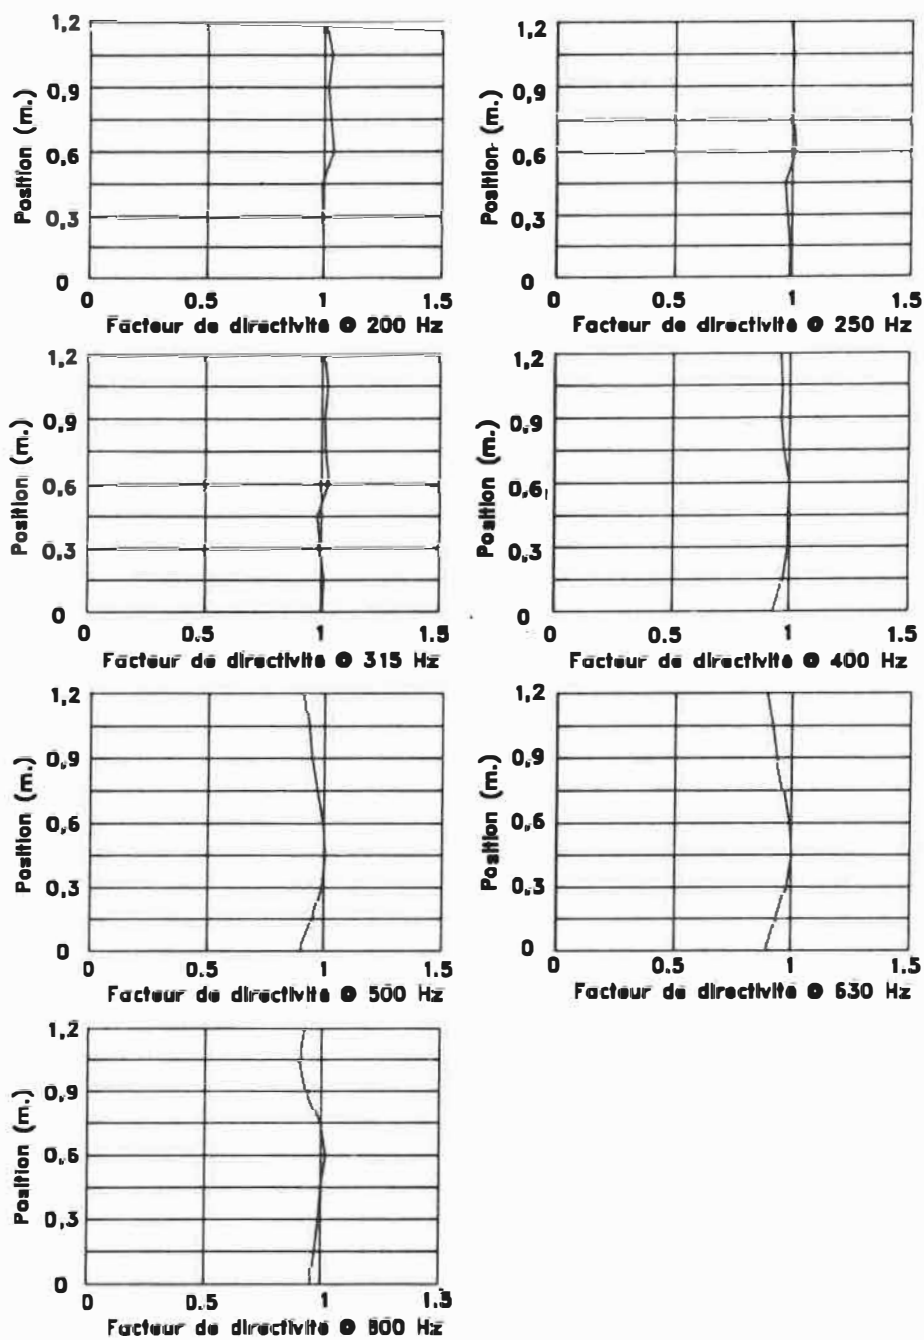 1,2 1,2
0,9 0,9
Position (m.) Position (m.)
0,6 0,6
0,3 0,3
0 0
0 0.5 1 1.5 0 0.5 1 1.5
Facteur de directivité @ 200 Hz Facteur de directivité @ 250 Hz
1,2 1,2
0,9 0,9
Position (m.) Position (m.)
0,6 0,6
0,3 0,3
0 0
0 0.5 1 1.5 0 0.5 1 1.5
Facteur de directivité @ 315 Hz Facteur de directivité @ 400 Hz
1,2 1,2
0,9 0,9
Position (m.) Position (m.)
0,6 0,6
0,3 0,3
0 0
0 0.5 1 1.5 0 0.5 1 1.5
Facteur de directivité @ 500 Hz Facteur de directivité @ 630 Hz
1,2
0,9
Position (m.)
0,6
0,3
0
0 0.5 1 1.5
Facteur de directivité @ 800 Hz